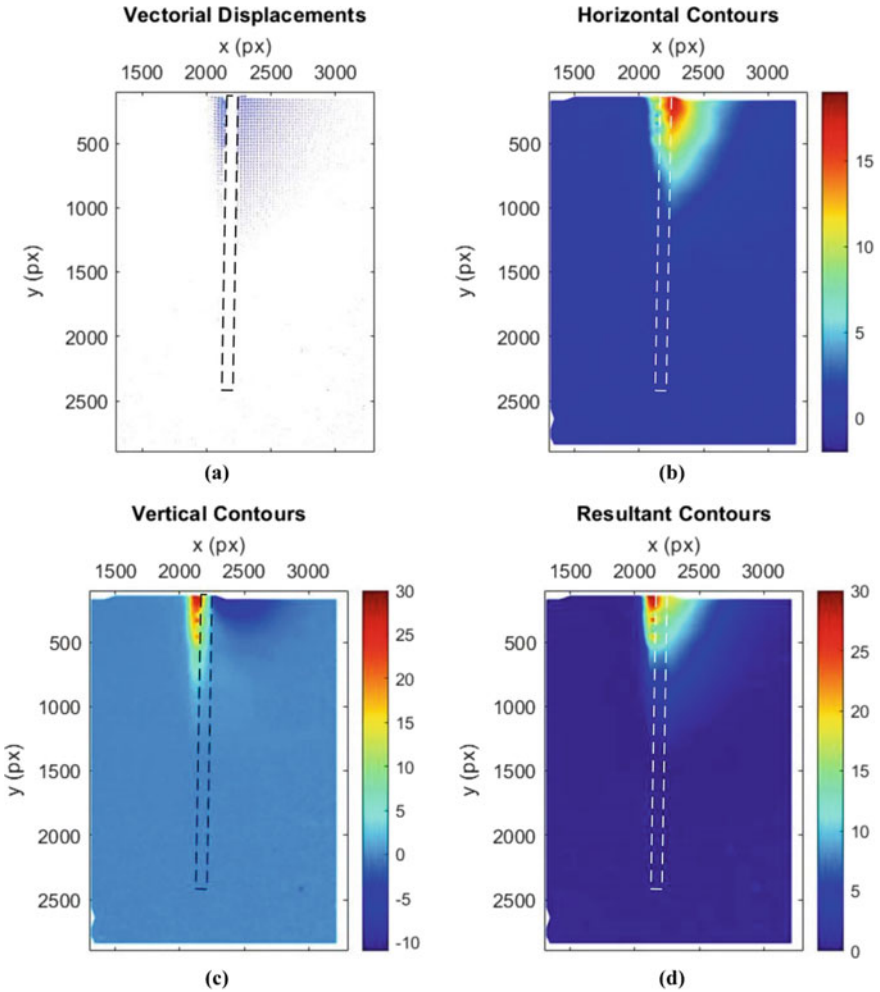 Vectorial Displacements
x (px)
1500 2000 2500 3000
500
1000
1500
2000
2500
y (px)
(a)
Horizontal Contours
x (px)
1500 2000 2500 3000
500
1000
1500
2000
2500
y (px)
15
10
5
0
(b)
Vertical Contours
x (px)
1500 2000 2500 3000
500
1000
1500
2000
2500
y (px)
30
25
20
15
10
5
0
-5
-10
(c)
Resultant Contours
x (px)
1500 2000 2500 3000
500
1000
1500
2000
2500
y (px)
30
25
20
15
10
5
0
(d)